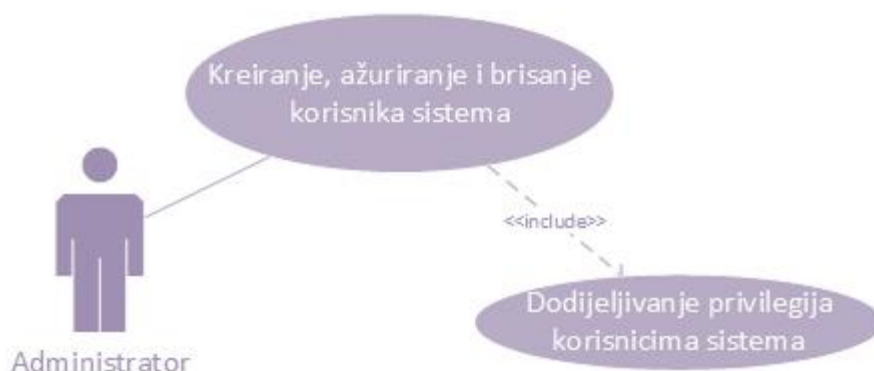 Kreiranje, ažuriranje i brisanje
korisnika sistema
<<include>>
Dodijeljivanje privilegija
korisnicima sistema
Administrator